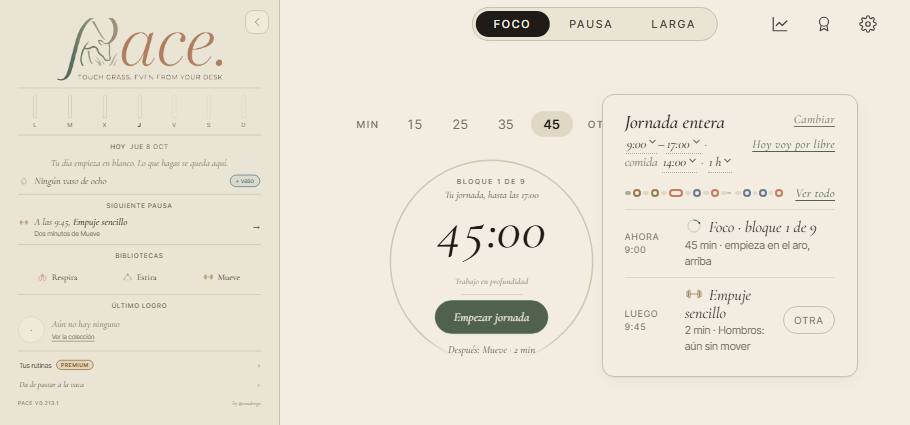 Pace.
TOUCH GRASS. EVEN FROM YOUR DESK
L M X J V S D
HOY JUE 8 OCT
Tu día empieza en blanco. Lo que hagas se queda aquí.
Ningún vaso de ocho
+ VASO
SIGUIENTE PAUSA
A las 9:45, Empuje sencillo
Dos minutos de Mueve
→
BIBLIOTECAS
Respira Estira Mueve
ÚLTIMO LOGRO
Aún no hay ninguno
Ver la colección
Tus rutinas PREMIUM ›
Da de pastar a la vaca ›
PACE V0.213.1
FOCO PAUSA LARGA
MIN 15 25 35 45 OT
BLOQUE 1 DE 9
Tu jornada, hasta las 17:00
45:00
Trabajo en profundidad
Empezar jornada
Después: Mueve · 2 min
Jornada entera
Cambiar
9:00 – 17:00 ·
Hoy voy por libre
comida 14:00 · 1 h
Ver todo
AHORA
9:00
Foco · bloque 1 de 9
45 min · empieza en el aro,
arriba
LUEGO
9:45
Empuje
sencillo
2 min · Hombros:
aún sin mover
OTRA